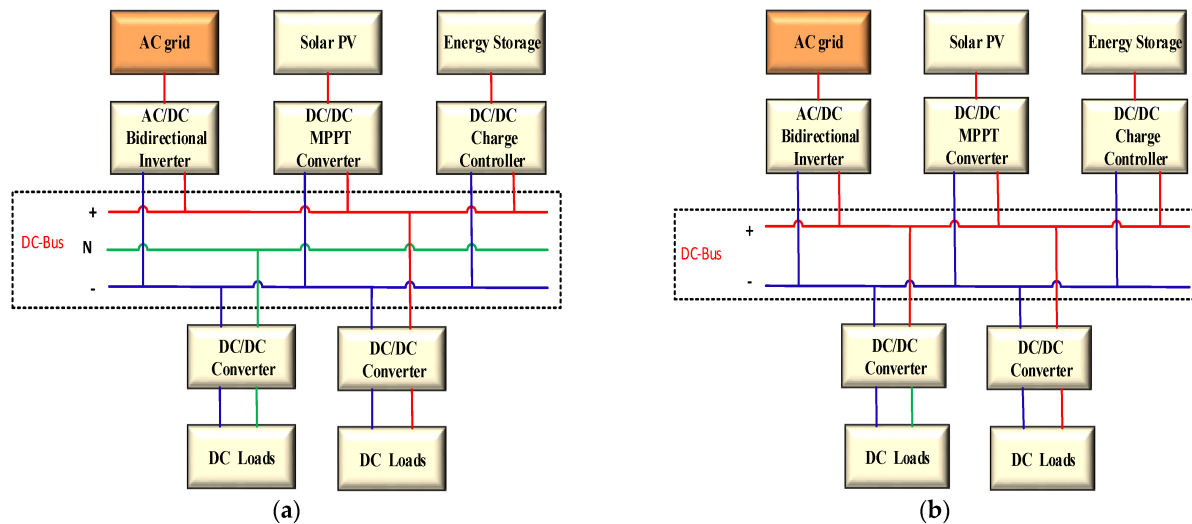 AC grid
Solar PV
Energy Storage
AC/DC
Bidirectional
Inverter
DC/DC
MPPT
Converter
DC/DC
Charge
Controller
DC-Bus
+
N
-
DC/DC
Converter
DC/DC
Converter
DC Loads
DC Loads
(a)
AC grid
Solar PV
Energy Storage
AC/DC
Bidirectional
Inverter
DC/DC
MPPT
Converter
DC/DC
Charge
Controller
DC-Bus
+
-
DC/DC
Converter
DC/DC
Converter
DC Loads
DC Loads
(b)